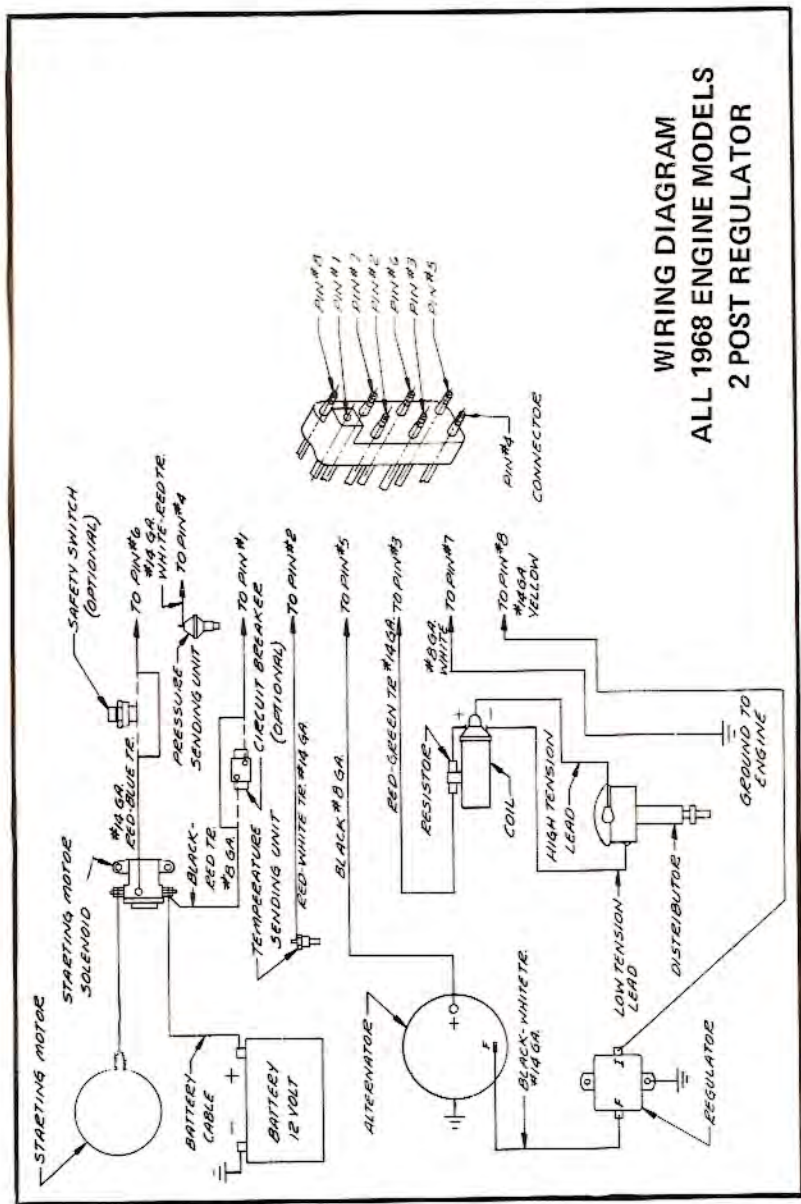 STARTING MOTOR
STARTING MOTOR
SOLENOID
#14 GA.
RED-BLUE TR.
SAFETY SWITCH
(OPTIONAL)
TO PIN #6
#14 GA.
WHITE-RED TR.
TO PIN #4
PRESSURE
SENDING UNIT
BATTERY
CABLE
BATTERY
12 VOLT
+
-
BLACK-
RED TR.
#8 GA.
TO PIN #1
CIRCUIT BREAKER
(OPTIONAL)
TEMPERATURE
SENDING UNIT
RED-WHITE TR. #14 GA.
TO PIN #2
ALTERNATOR
+
F
BLACK #8 GA.
TO PIN #5
RED-GREEN TR #14 GA.
TO PIN #3
#8 GA.
WHITE
TO PIN #7
TO PIN #8
#14 GA
YELLOW
RESISTOR
+
-
COIL
HIGH TENSION
LEAD
BLACK-WHITE TR.
#14 GA.
LOW TENSION
LEAD
DISTRIBUTOR
GROUND TO
ENGINE
F
I
REGULATOR
PIN #8
PIN #1
PIN #7
PIN #2
PIN #6
PIN #3
PIN #5
PIN #4
CONNECTOR
WIRING DIAGRAM
ALL 1968 ENGINE MODELS
2 POST REGULATOR